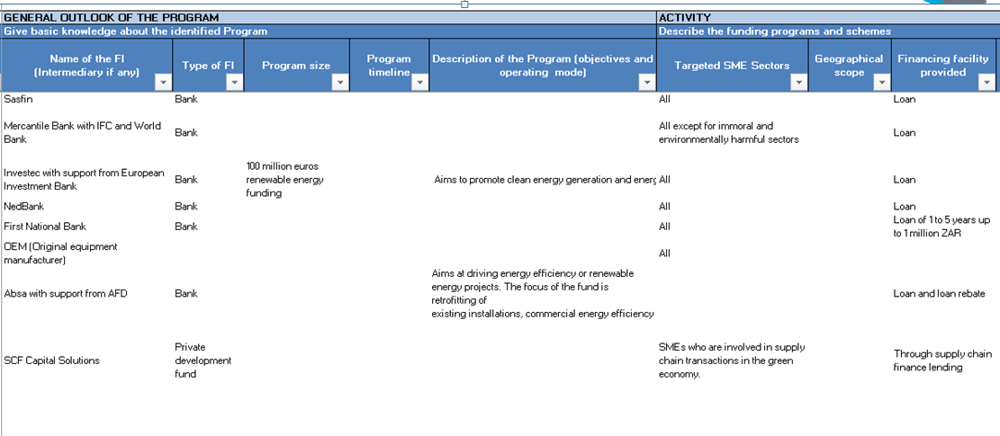 GENERAL OUTLOOK OF THE PROGRAM
ACTIVITY
Give basic knowledge about the identified Program
Describe the funding programs and schemes
Name of the FI
(Intermediary if any)
Type of FI
Program size
Program
timeline
Description of the Program (objectives and
operating mode)
Targeted SME Sectors
Geographical
scope
Financing facility
provided
Sasfin
Bank
All
Loan
Mercantile Bank with IFC and World
Bank
Bank
All except for immoral and
environmentally harmful sectors
Loan
Investec with support from European
Investment Bank
Bank
100 million euros
renewable energy
funding
Aims to promote clean energy generation and energ
All
Loan
NedBank
Bank
All
Loan
First National Bank
Bank
All
Loan of 1 to 5 years up
to 1 million ZAR
OEM (Original equipment
manufacturer)
All
Absa with support from AFD
Bank
Aims at driving energy efficiency or renewable
energy projects. The focus of the fund is
retrofitting of
existing installations, commercial energy efficiency
Loan and loan rebate
SCF Capital Solutions
Private
development
fund
SMEs who are involved in supply
chain transactions in the green
economy.
Through supply chain
finance lending